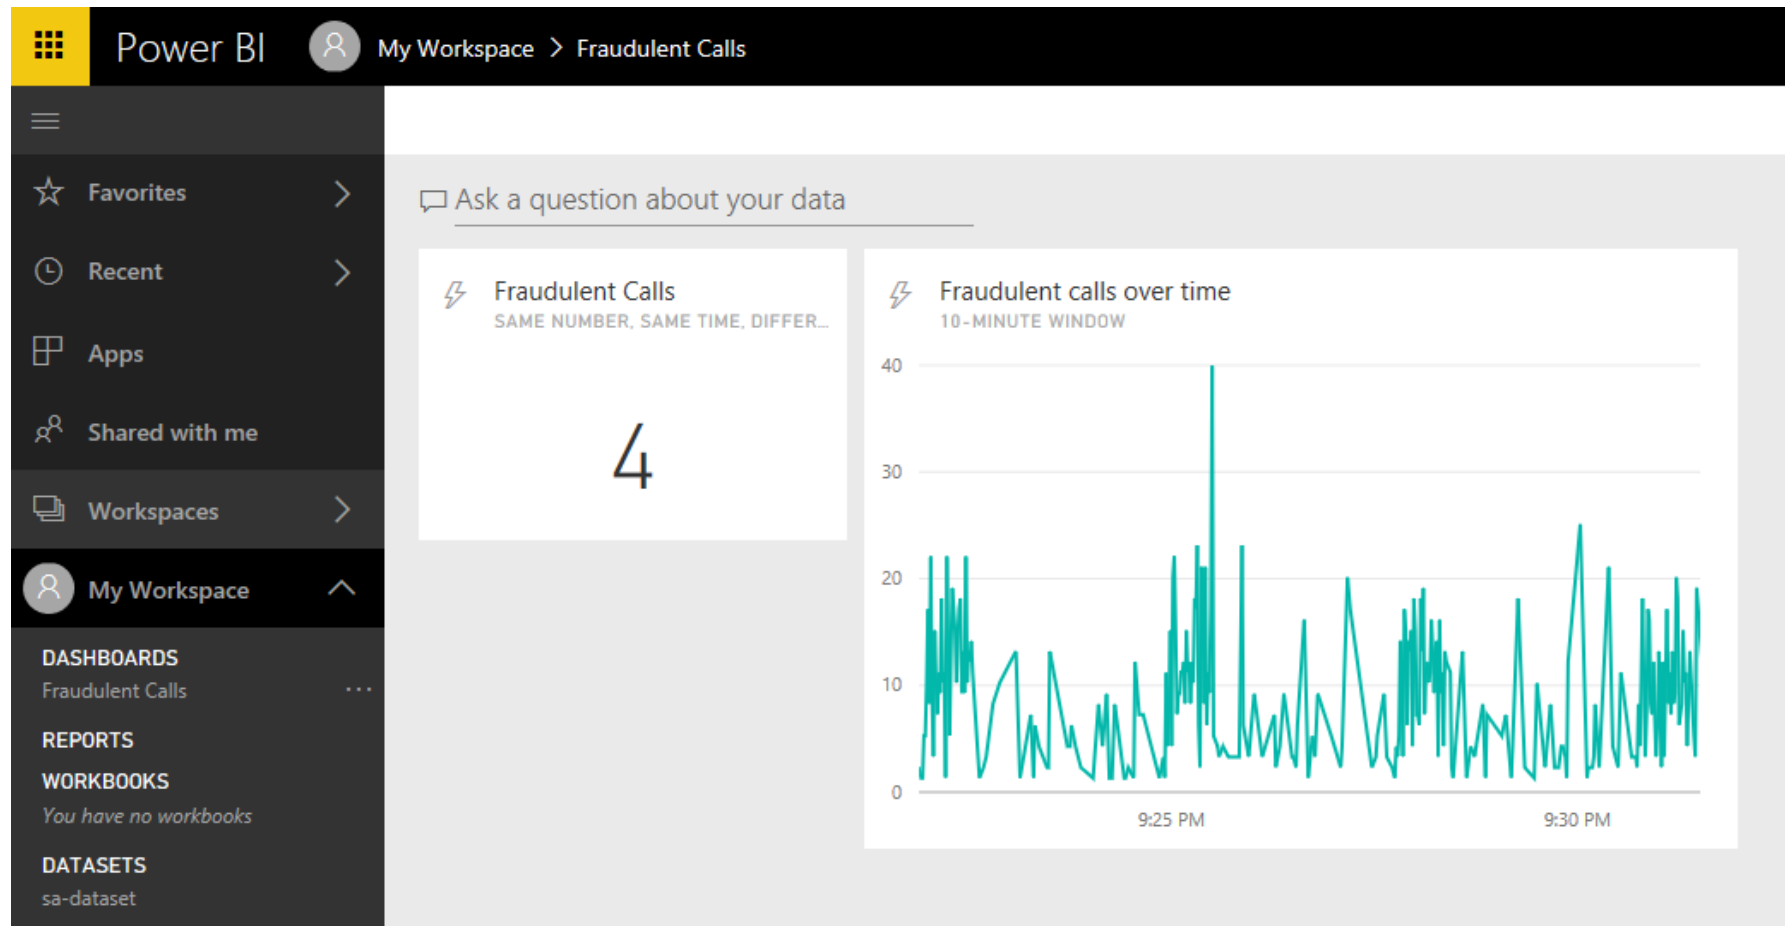 Power BI
My Workspace > Fraudulent Calls
Favorites
Recent
Apps
Shared with me
Workspaces
My Workspace
DASHBOARDS
Fraudulent Calls
...
REPORTS
WORKBOOKS
You have no workbooks
DATASETS
sa-dataset
Ask a question about your data
Fraudulent Calls
SAME NUMBER, SAME TIME, DIFFER...
4
Fraudulent calls over time
10-MINUTE WINDOW
40
30
20
10
0
9:25 PM
9:30 PM